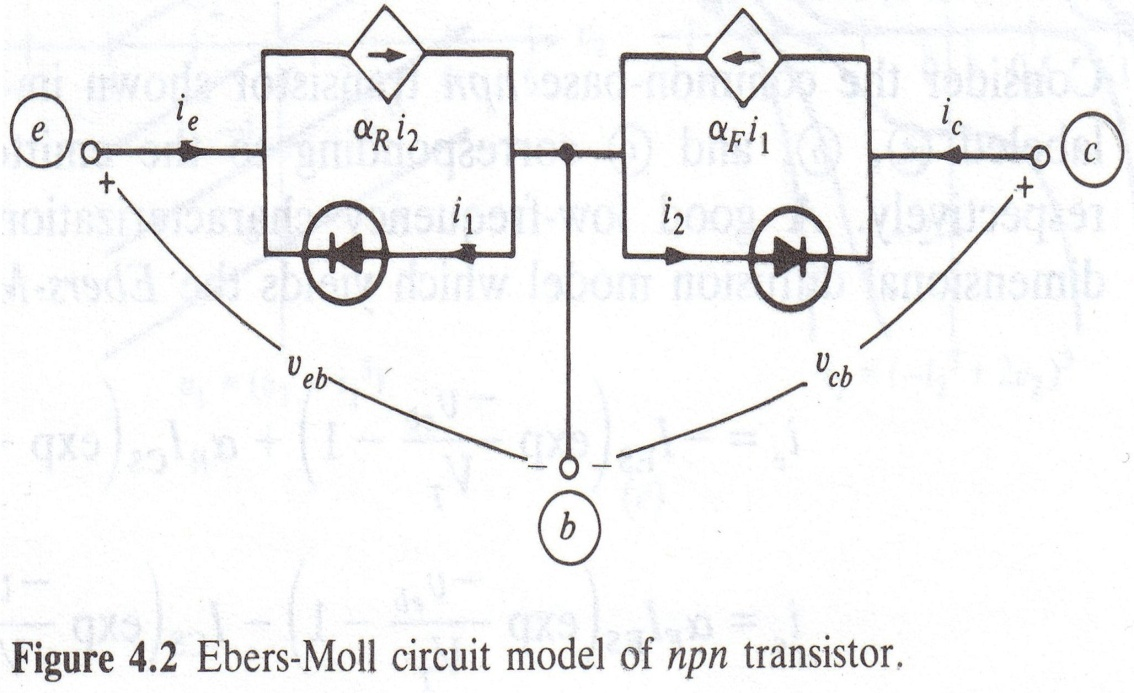 α_R i_2
α_F i_1
e
i_e
i_c
c
+
+
i_1
i_2
v_eb
v_cb
−
−
b
Figure 4.2 Ebers-Moll circuit model of npn transistor.